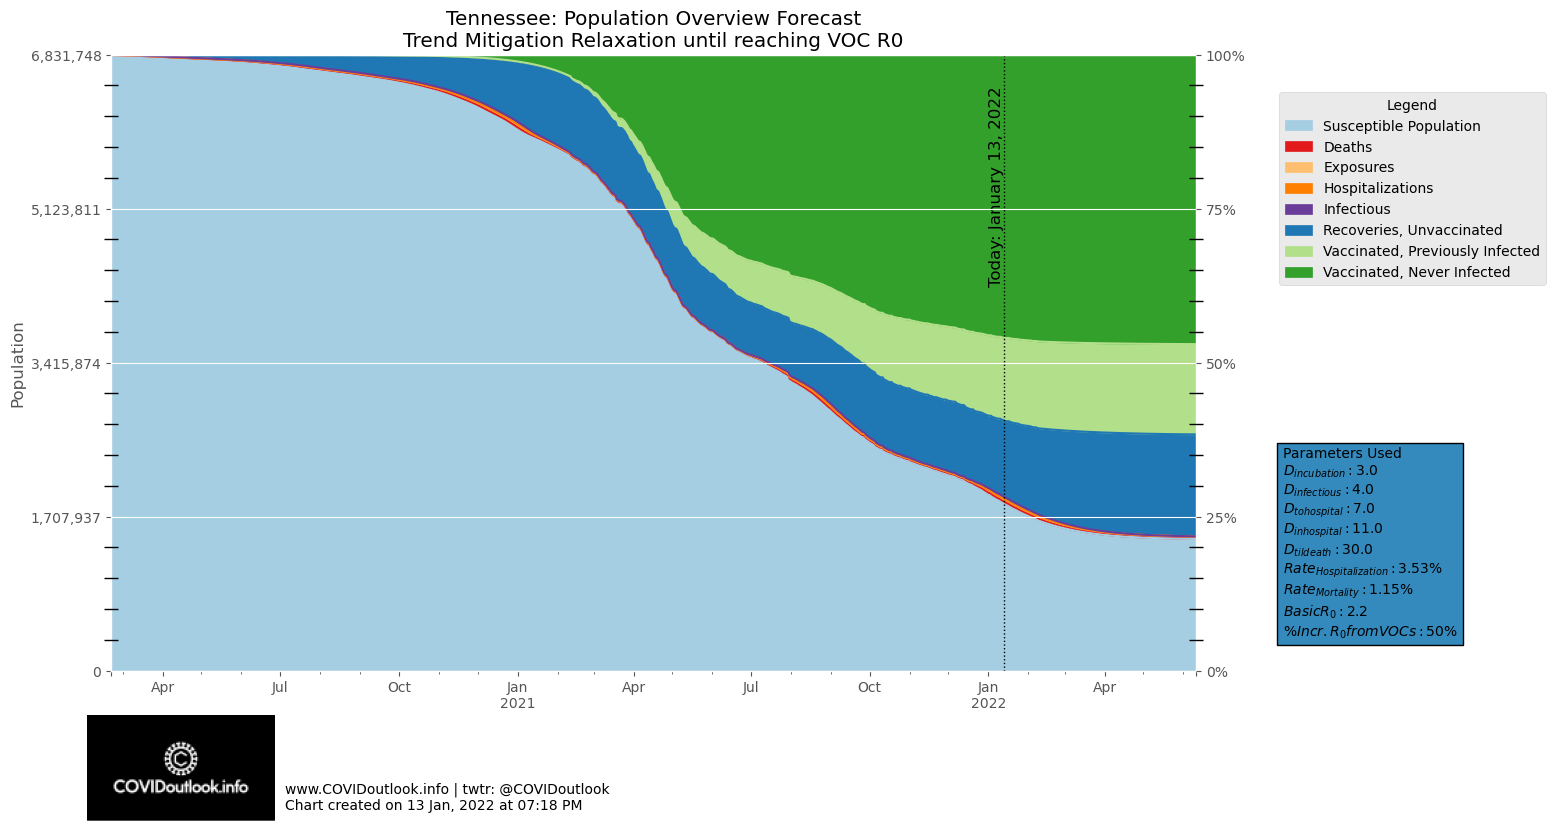 Tennessee: Population Overview Forecast
Trend Mitigation Relaxation until reaching VOC R0
6,831,748
5,123,811
3,415,874
1,707,937
0
Population
100%
75%
50%
25%
0%
Today: January 13, 2022
Apr
Jul
Oct
Jan
2021
Apr
Jul
Oct
Jan
2022
Apr
Legend
Susceptible Population
Deaths
Exposures
Hospitalizations
Infectious
Recoveries, Unvaccinated
Vaccinated, Previously Infected
Vaccinated, Never Infected
Parameters Used
D_incubation : 3.0
D_infectious : 4.0
D_tohospital : 7.0
D_inhospital : 11.0
D_tildeath : 30.0
Rate_Hospitalization : 3.53%
Rate_Mortality : 1.15%
BasicR_0 : 2.2
%Incr. R_0fromVOCs : 50%
COVIDoutlook.info
www.COVIDoutlook.info | twtr: @COVIDoutlook
Chart created on 13 Jan, 2022 at 07:18 PM